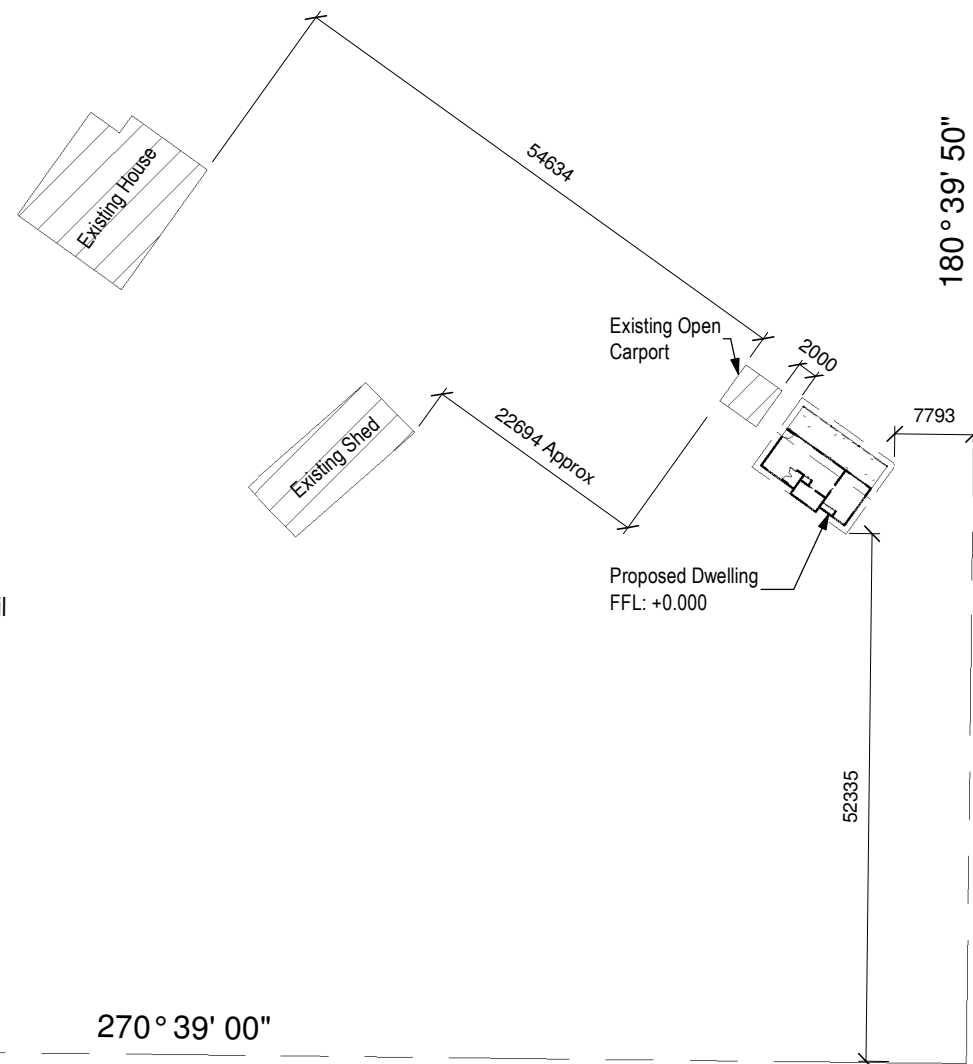 54634
180° 39' 50"
Existing House
Existing Open
Carport
2000
7793
22694 Approx
Existing Shed
Proposed Dwelling
FFL: +0.000
il
52335
270° 39' 00"